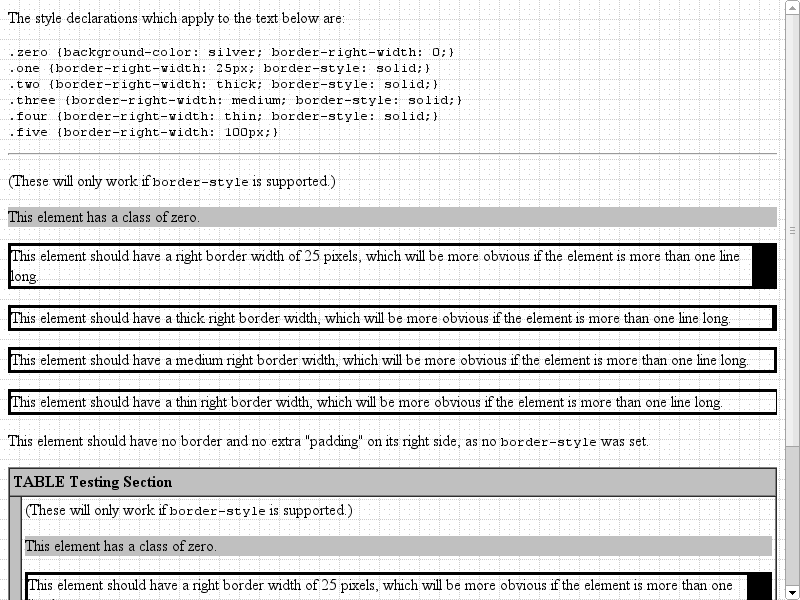 The style declarations which apply to the text below are:
.zero {background-color: silver; border-right-width: 0;}
.one {border-right-width: 25px; border-style: solid;}
.two {border-right-width: thick; border-style: solid;}
.three {border-right-width: medium; border-style: solid;}
.four {border-right-width: thin; border-style: solid;}
.five {border-right-width: 100px;}
(These will only work if border-style is supported.)
This element has a class of zero.
This element should have a right border width of 25 pixels, which will be more obvious if the element is more than one line
long.
This element should have a thick right border width, which will be more obvious if the element is more than one line long.
This element should have a medium right border width, which will be more obvious if the element is more than one line long.
This element should have a thin right border width, which will be more obvious if the element is more than one line long.
This element should have no border and no extra "padding" on its right side, as no border-style was set.
TABLE Testing Section
(These will only work if border-style is supported.)
This element has a class of zero.
This element should have a right border width of 25 pixels, which will be more obvious if the element is more than one